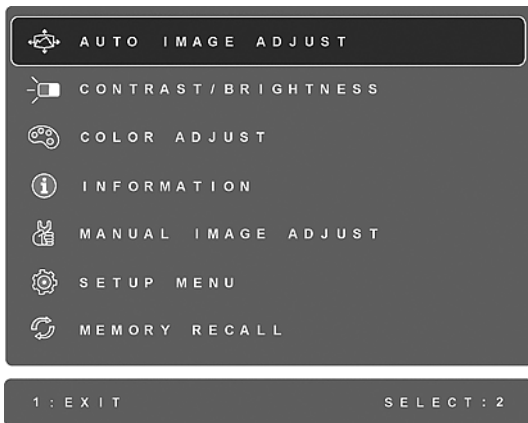 AUTO IMAGE ADJUST
CONTRAST/BRIGHTNESS
COLOR ADJUST
INFORMATION
MANUAL IMAGE ADJUST
SETUP MENU
MEMORY RECALL
1:EXIT SELECT:2